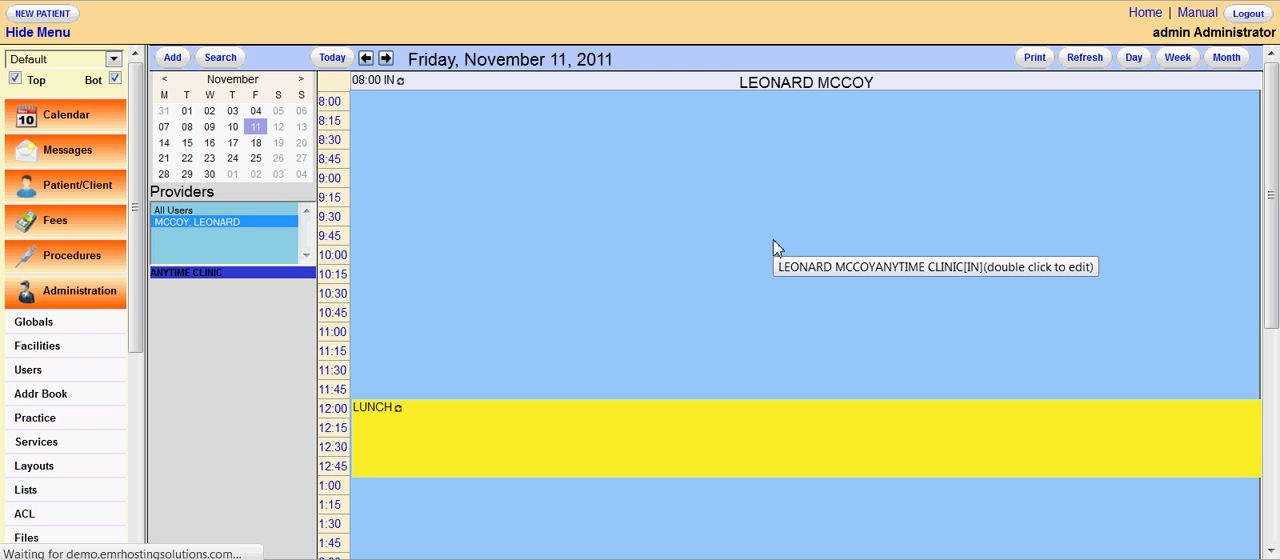 NEW PATIENT
Hide Menu
Home | Manual Logout
admin Administrator
Default
Top Bot
10 Calendar
Messages
Patient/Client
Fees
Procedures
Administration
Globals
Facilities
Users
Addr Book
Practice
Services
Layouts
Lists
ACL
Files
Waiting for demo.emrhostingsolutions.com...
Add Search Today Friday, November 11, 2011 Print Refresh Day Week Month
< November >
M T W T F S S
31 01 02 03 04 05 06
07 08 09 10 11 12 13
14 15 16 17 18 19 20
21 22 23 24 25 26 27
28 29 30 01 02 03 04
Providers
All Users
MCCOY, LEONARD
ANYTIME CLINIC
08:00 IN LEONARD MCCOY
8:00
8:15
8:30
8:45
9:00
9:15
9:30
9:45
10:00
LEONARD MCCOYANYTIME CLINIC[IN](double click to edit)
10:15
10:30
10:45
11:00
11:15
11:30
11:45
12:00 LUNCH
12:15
12:30
12:45
1:00
1:15
1:30
1:45